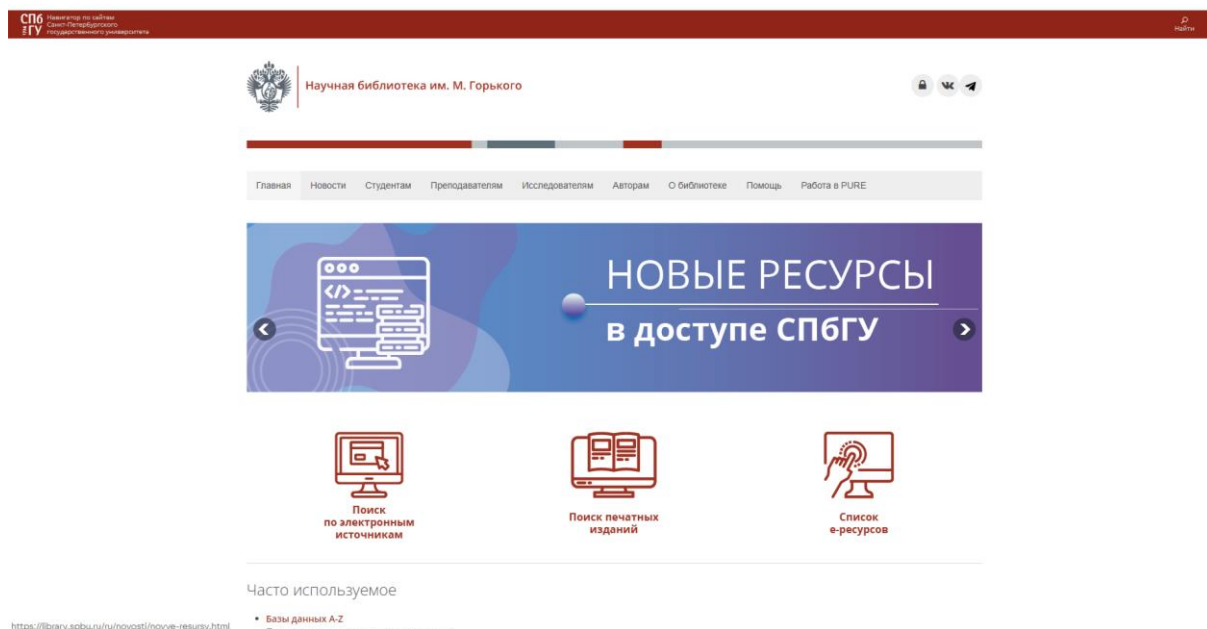 СПбГУ
Навигатор по сайтам
Санкт-Петербургского
государственного университета
Найти
Научная библиотека им. М. Горького
Главная Новости Студентам Преподавателям Исследователям Авторам О библиотеке Помощь Работа в PURE
НОВЫЕ РЕСУРСЫ
в доступе СПбГУ
Поиск
по электронным
источникам
Поиск печатных
изданий
Список
е-ресурсов
Часто используемое
Базы данных A-Z
https://library.spbu.ru/ru/novosti/novye-resursy.html